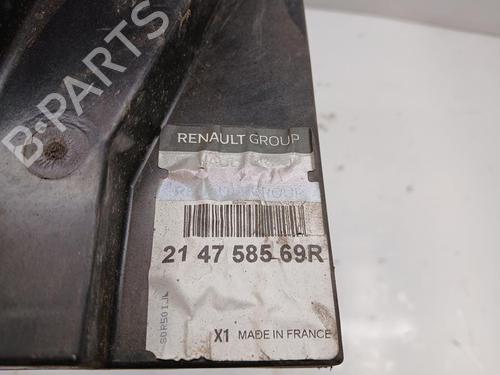 B-PARTS
RENAULT GROUP
21 47 585 69R
X1 MADE IN FRANCE